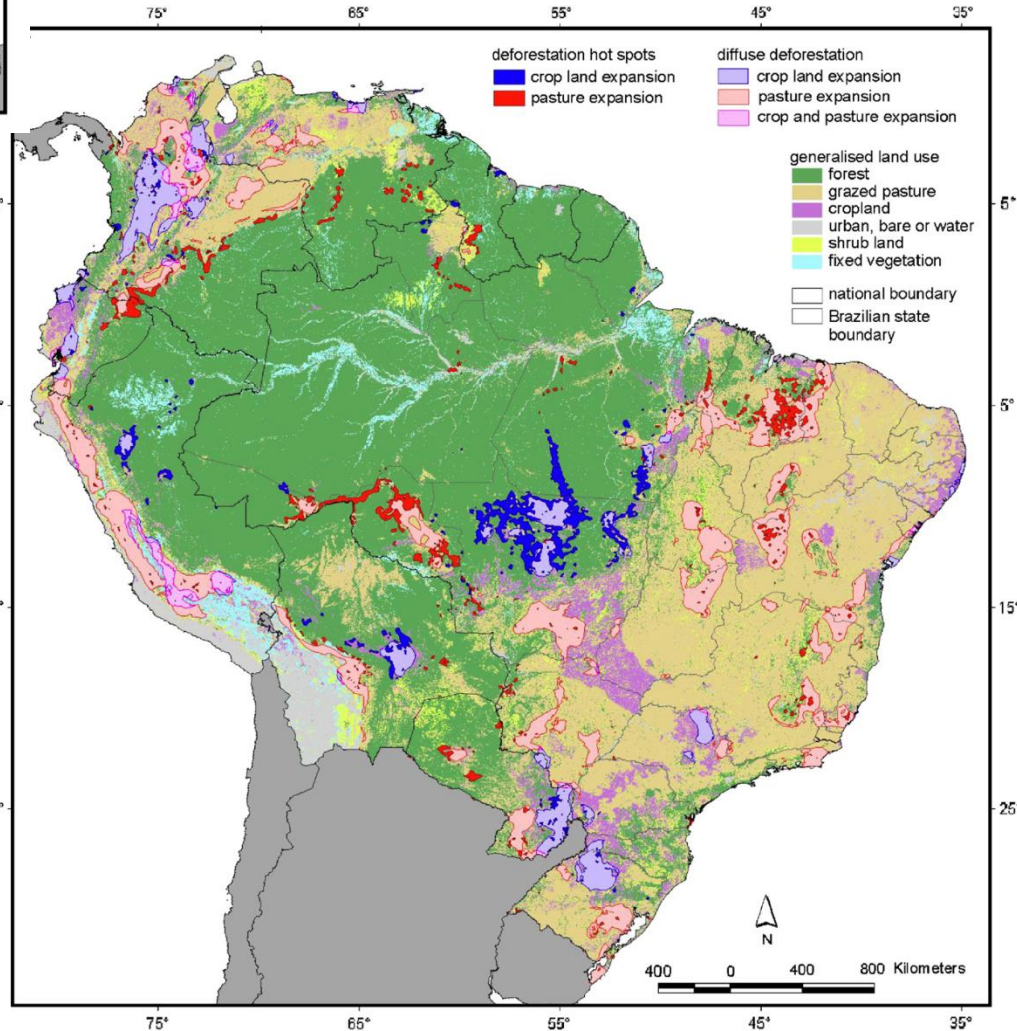 75°
65°
55°
45°
35°
deforestation hot spots
crop land expansion
pasture expansion
diffuse deforestation
crop land expansion
pasture expansion
crop and pasture expansion
generalised land use
forest
grazed pasture
cropland
urban, bare or water
shrub land
fixed vegetation
national boundary
Brazilian state
boundary
5°
5°
15°
25°
N
400 0 400 800 Kilometers
75°
65°
55°
45°
35°